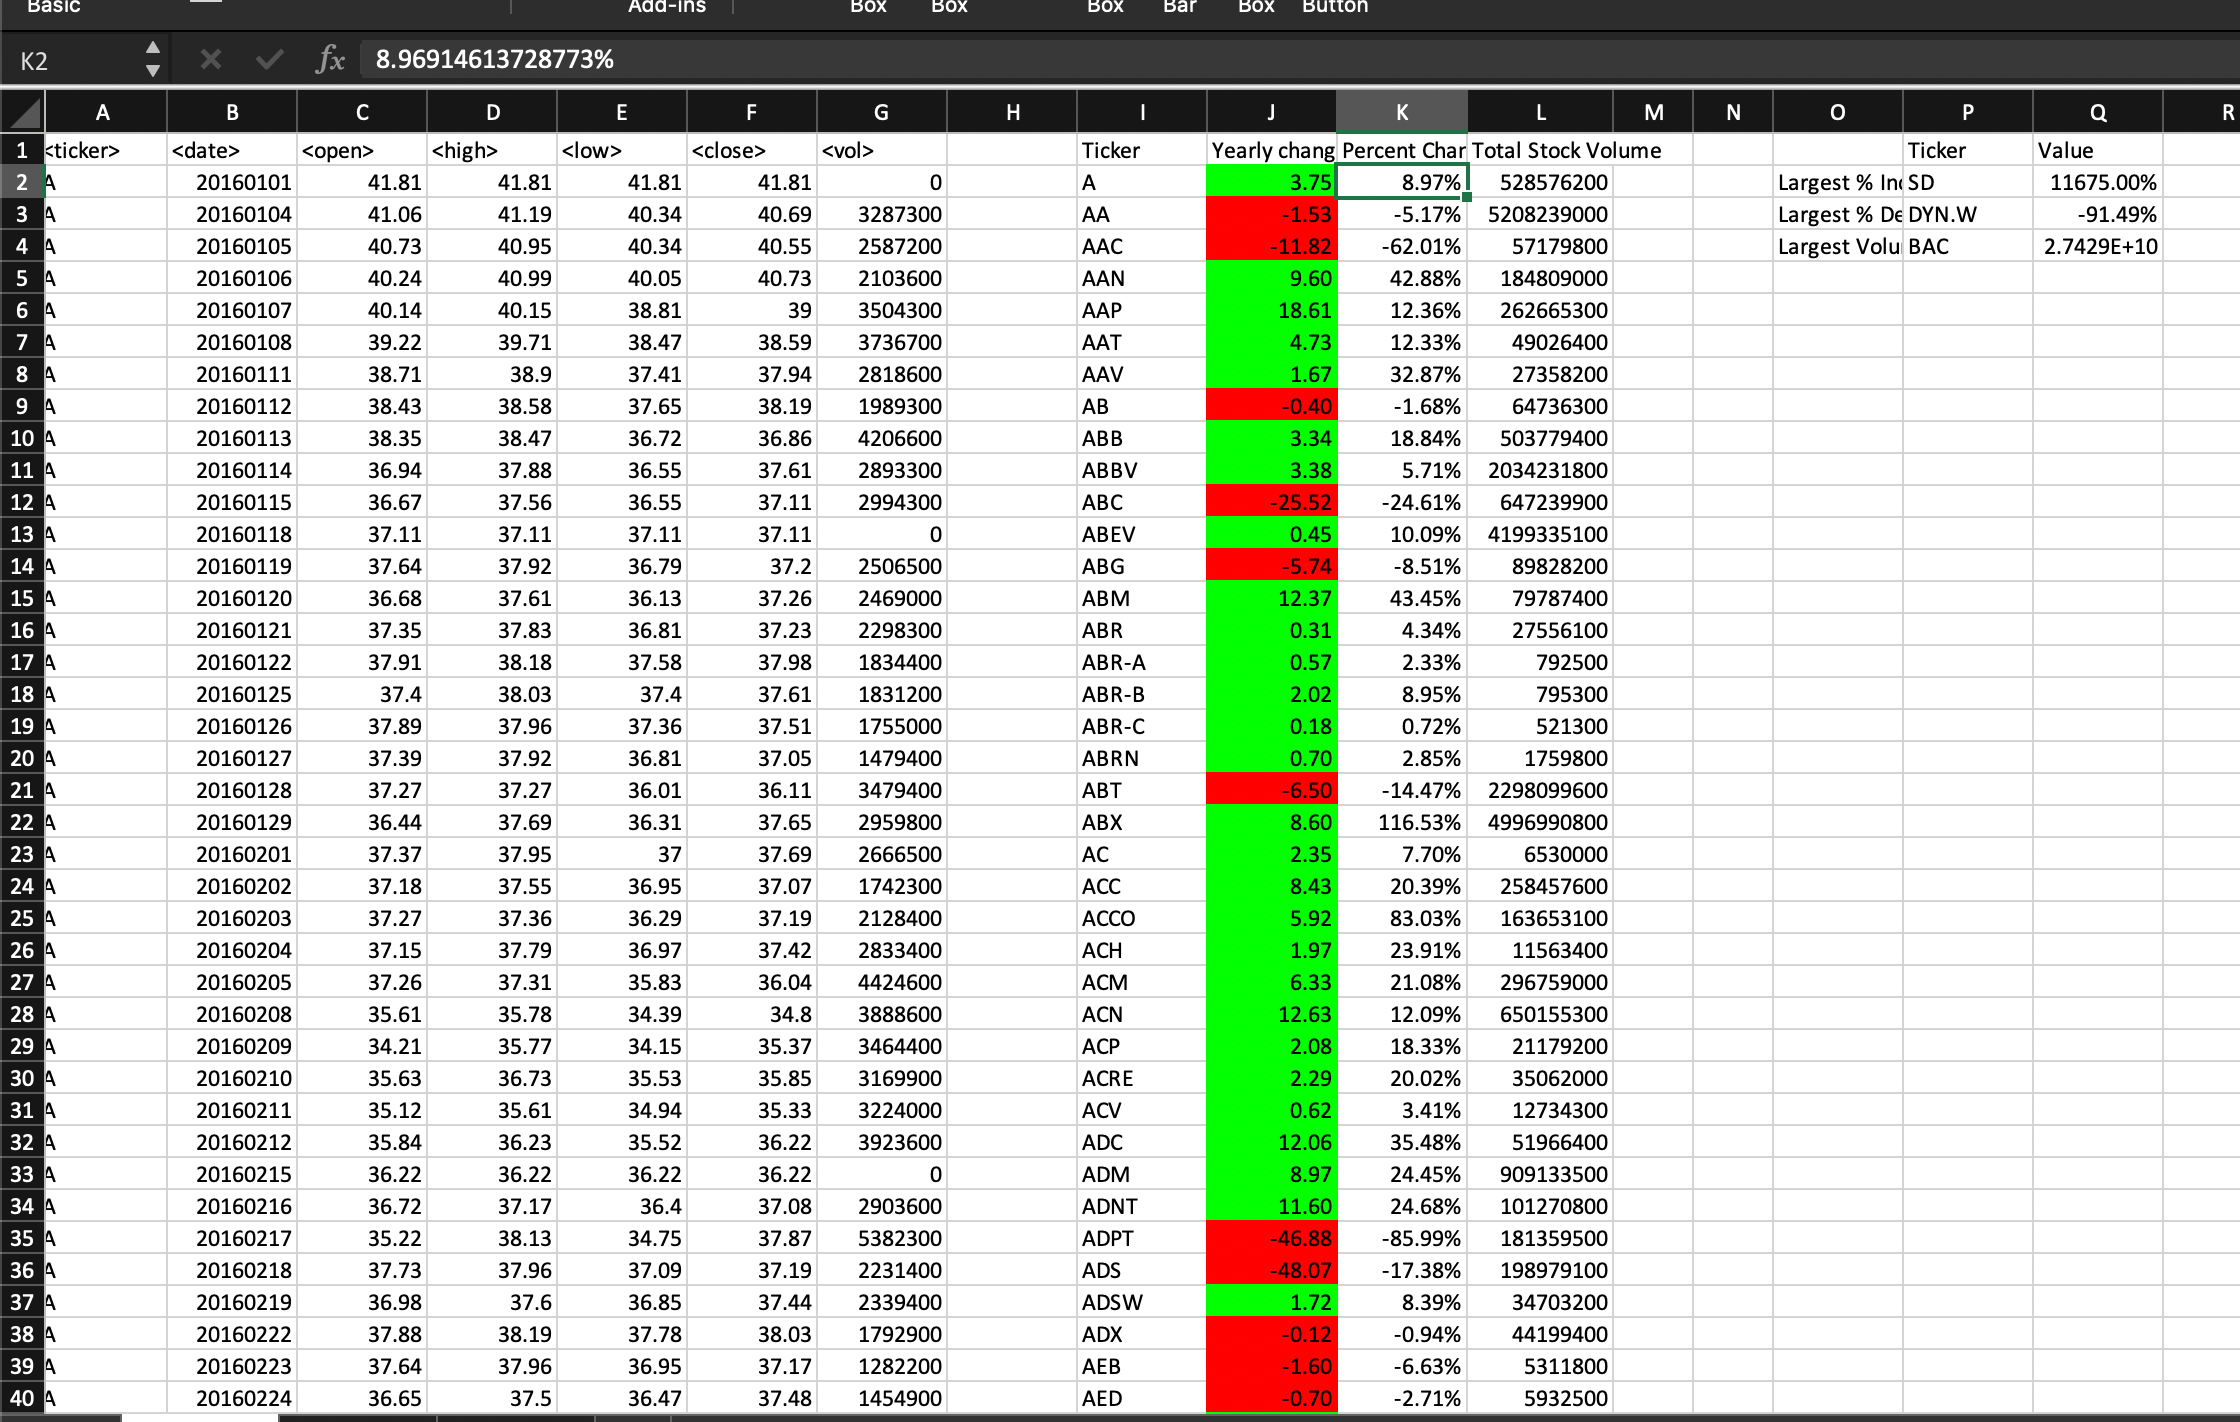 Basic Add-ins Box Box Box Bar Box Button
K2 fx 8.96914613728773%
A B C D E F G H I J K L M N O P Q R
1 <ticker> <date> <open> <high> <low> <close> <vol> Ticker Yearly chang Percent Char Total Stock Volume Ticker Value
2 A 20160101 41.81 41.81 41.81 41.81 0 A 3.75 8.97% 528576200 Largest % Inc SD 11675.00%
3 A 20160104 41.06 41.19 40.34 40.69 3287300 AA -1.53 -5.17% 5208239000 Largest % De DYN.W -91.49%
4 A 20160105 40.73 40.95 40.34 40.55 2587200 AAC -11.82 -62.01% 57179800 Largest Volu BAC 2.7429E+10
5 A 20160106 40.24 40.99 40.05 40.73 2103600 AAN 9.60 42.88% 184809000
6 A 20160107 40.14 40.15 38.81 39 3504300 AAP 18.61 12.36% 262665300
7 A 20160108 39.22 39.71 38.47 38.59 3736700 AAT 4.73 12.33% 49026400
8 A 20160111 38.71 38.9 37.41 37.94 2818600 AAV 1.67 32.87% 27358200
9 A 20160112 38.43 38.58 37.65 38.19 1989300 AB -0.40 -1.68% 64736300
10 A 20160113 38.35 38.47 36.72 36.86 4206600 ABB 3.34 18.84% 503779400
11 A 20160114 36.94 37.88 36.55 37.61 2893300 ABBV 3.38 5.71% 2034231800
12 A 20160115 36.67 37.56 36.55 37.11 2994300 ABC -25.52 -24.61% 647239900
13 A 20160118 37.11 37.11 37.11 37.11 0 ABEV 0.45 10.09% 4199335100
14 A 20160119 37.64 37.92 36.79 37.2 2506500 ABG -5.74 -8.51% 89828200
15 A 20160120 36.68 37.61 36.13 37.26 2469000 ABM 12.37 43.45% 79787400
16 A 20160121 37.35 37.83 36.81 37.23 2298300 ABR 0.31 4.34% 27556100
17 A 20160122 37.91 38.18 37.58 37.98 1834400 ABR-A 0.57 2.33% 792500
18 A 20160125 37.4 38.03 37.4 37.61 1831200 ABR-B 2.02 8.95% 795300
19 A 20160126 37.89 37.96 37.36 37.51 1755000 ABR-C 0.18 0.72% 521300
20 A 20160127 37.39 37.92 36.81 37.05 1479400 ABRN 0.70 2.85% 1759800
21 A 20160128 37.27 37.27 36.01 36.11 3479400 ABT -6.50 -14.47% 2298099600
22 A 20160129 36.44 37.69 36.31 37.65 2959800 ABX 8.60 116.53% 4996990800
23 A 20160201 37.37 37.95 37 37.69 2666500 AC 2.35 7.70% 6530000
24 A 20160202 37.18 37.55 36.95 37.07 1742300 ACC 8.43 20.39% 258457600
25 A 20160203 37.27 37.36 36.29 37.19 2128400 ACCO 5.92 83.03% 163653100
26 A 20160204 37.15 37.79 36.97 37.42 2833400 ACH 1.97 23.91% 11563400
27 A 20160205 37.26 37.31 35.83 36.04 4424600 ACM 6.33 21.08% 296759000
28 A 20160208 35.61 35.78 34.39 34.8 3888600 ACN 12.63 12.09% 650155300
29 A 20160209 34.21 35.77 34.15 35.37 3464400 ACP 2.08 18.33% 21179200
30 A 20160210 35.63 36.73 35.53 35.85 3169900 ACRE 2.29 20.02% 35062000
31 A 20160211 35.12 35.61 34.94 35.33 3224000 ACV 0.62 3.41% 12734300
32 A 20160212 35.84 36.23 35.52 36.22 3923600 ADC 12.06 35.48% 51966400
33 A 20160215 36.22 36.22 36.22 36.22 0 ADM 8.97 24.45% 909133500
34 A 20160216 36.72 37.17 36.4 37.08 2903600 ADNT 11.60 24.68% 101270800
35 A 20160217 35.22 38.13 34.75 37.87 5382300 ADPT -46.88 -85.99% 181359500
36 A 20160218 37.73 37.96 37.09 37.19 2231400 ADS -48.07 -17.38% 198979100
37 A 20160219 36.98 37.6 36.85 37.44 2339400 ADSW 1.72 8.39% 34703200
38 A 20160222 37.88 38.19 37.78 38.03 1792900 ADX -0.12 -0.94% 44199400
39 A 20160223 37.64 37.96 36.95 37.17 1282200 AEB -1.60 -6.63% 5311800
40 A 20160224 36.65 37.5 36.47 37.48 1454900 AED -0.70 -2.71% 5932500